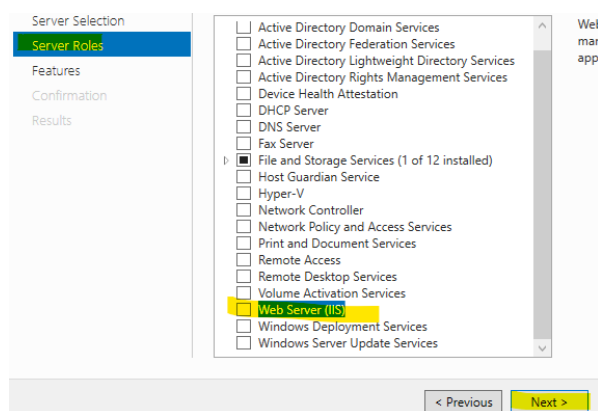 Server Selection
Server Roles
Features
Confirmation
Results
Active Directory Domain Services
Active Directory Federation Services
Active Directory Lightweight Directory Services
Active Directory Rights Management Services
Device Health Attestation
DHCP Server
DNS Server
Fax Server
File and Storage Services (1 of 12 installed)
Host Guardian Service
Hyper-V
Network Controller
Network Policy and Access Services
Print and Document Services
Remote Access
Remote Desktop Services
Volume Activation Services
Web Server (IIS)
Windows Deployment Services
Windows Server Update Services
< Previous
Next >